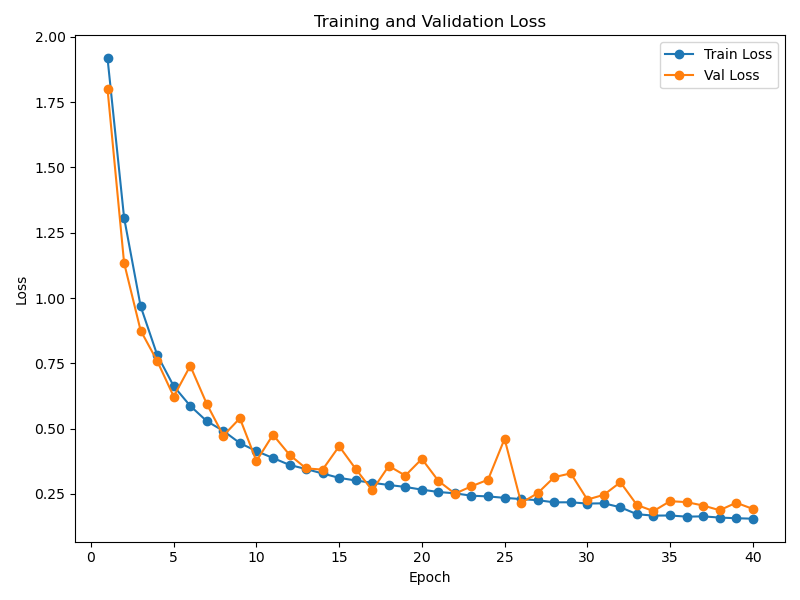 Training and Validation Loss
Train Loss
Val Loss
Loss
2.00
1.75
1.50
1.25
1.00
0.75
0.50
0.25
0 5 10 15 20 25 30 35 40
Epoch